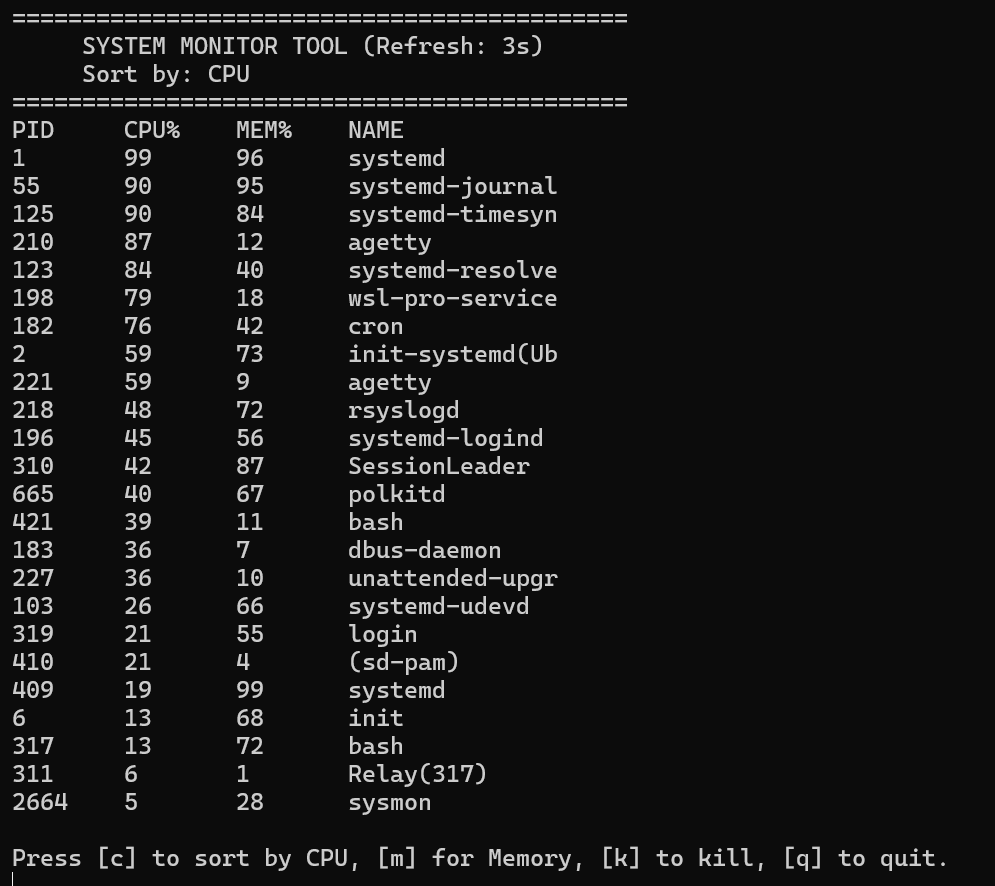 ============================================
SYSTEM MONITOR TOOL (Refresh: 3s)
Sort by: CPU
============================================
PID CPU% MEM% NAME
1 99 96 systemd
55 90 95 systemd-journal
125 90 84 systemd-timesyn
210 87 12 agetty
123 84 40 systemd-resolve
198 79 18 wsl-pro-service
182 76 42 cron
2 59 73 init-systemd(Ub
221 59 9 agetty
218 48 72 rsyslogd
196 45 56 systemd-logind
310 42 87 SessionLeader
665 40 67 polkitd
421 39 11 bash
183 36 7 dbus-daemon
227 36 10 unattended-upgr
103 26 66 systemd-udevd
319 21 55 login
410 21 4 (sd-pam)
409 19 99 systemd
6 13 68 init
317 13 72 bash
311 6 1 Relay(317)
2664 5 28 sysmon
Press [c] to sort by CPU, [m] for Memory, [k] to kill, [q] to quit.